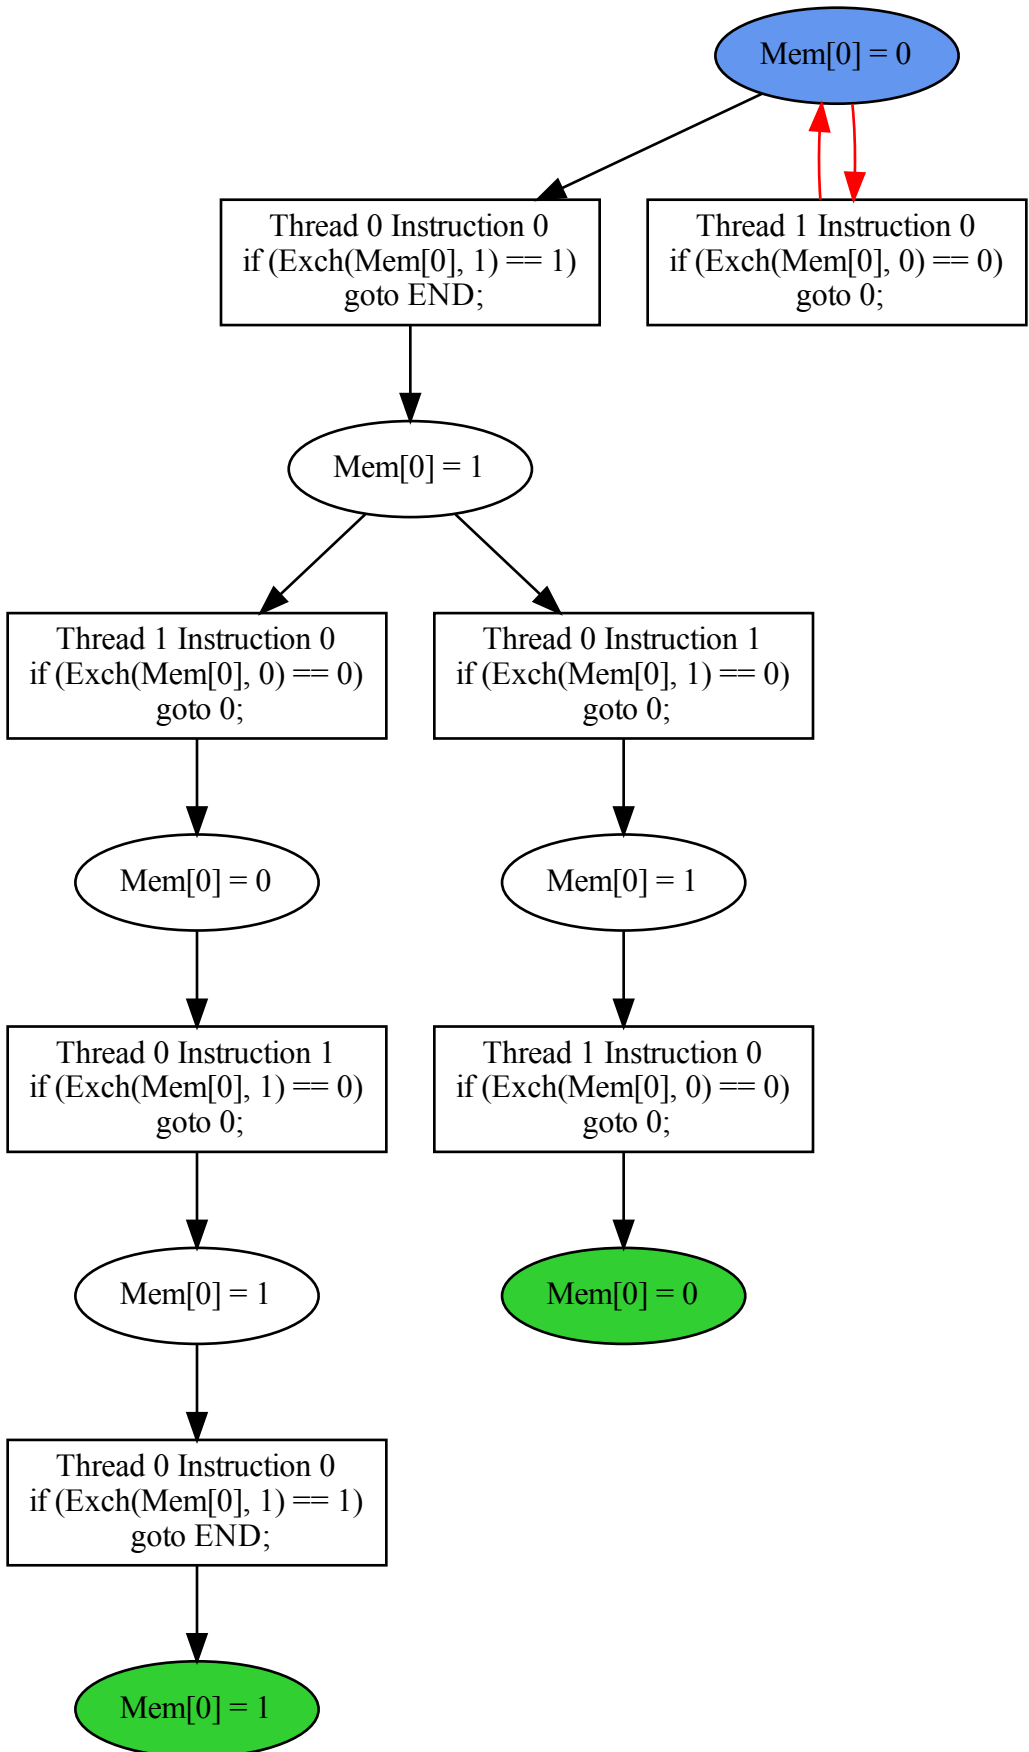 Mem[0] = 0
Thread 0 Instruction 0
if (Exch(Mem[0], 1) == 1)
goto END;
Thread 1 Instruction 0
if (Exch(Mem[0], 0) == 0)
goto 0;
Mem[0] = 1
Thread 1 Instruction 0
if (Exch(Mem[0], 0) == 0)
goto 0;
Thread 0 Instruction 1
if (Exch(Mem[0], 1) == 0)
goto 0;
Mem[0] = 0
Mem[0] = 1
Thread 0 Instruction 1
if (Exch(Mem[0], 1) == 0)
goto 0;
Thread 1 Instruction 0
if (Exch(Mem[0], 0) == 0)
goto 0;
Mem[0] = 1
Mem[0] = 0
Thread 0 Instruction 0
if (Exch(Mem[0], 1) == 1)
goto END;
Mem[0] = 1